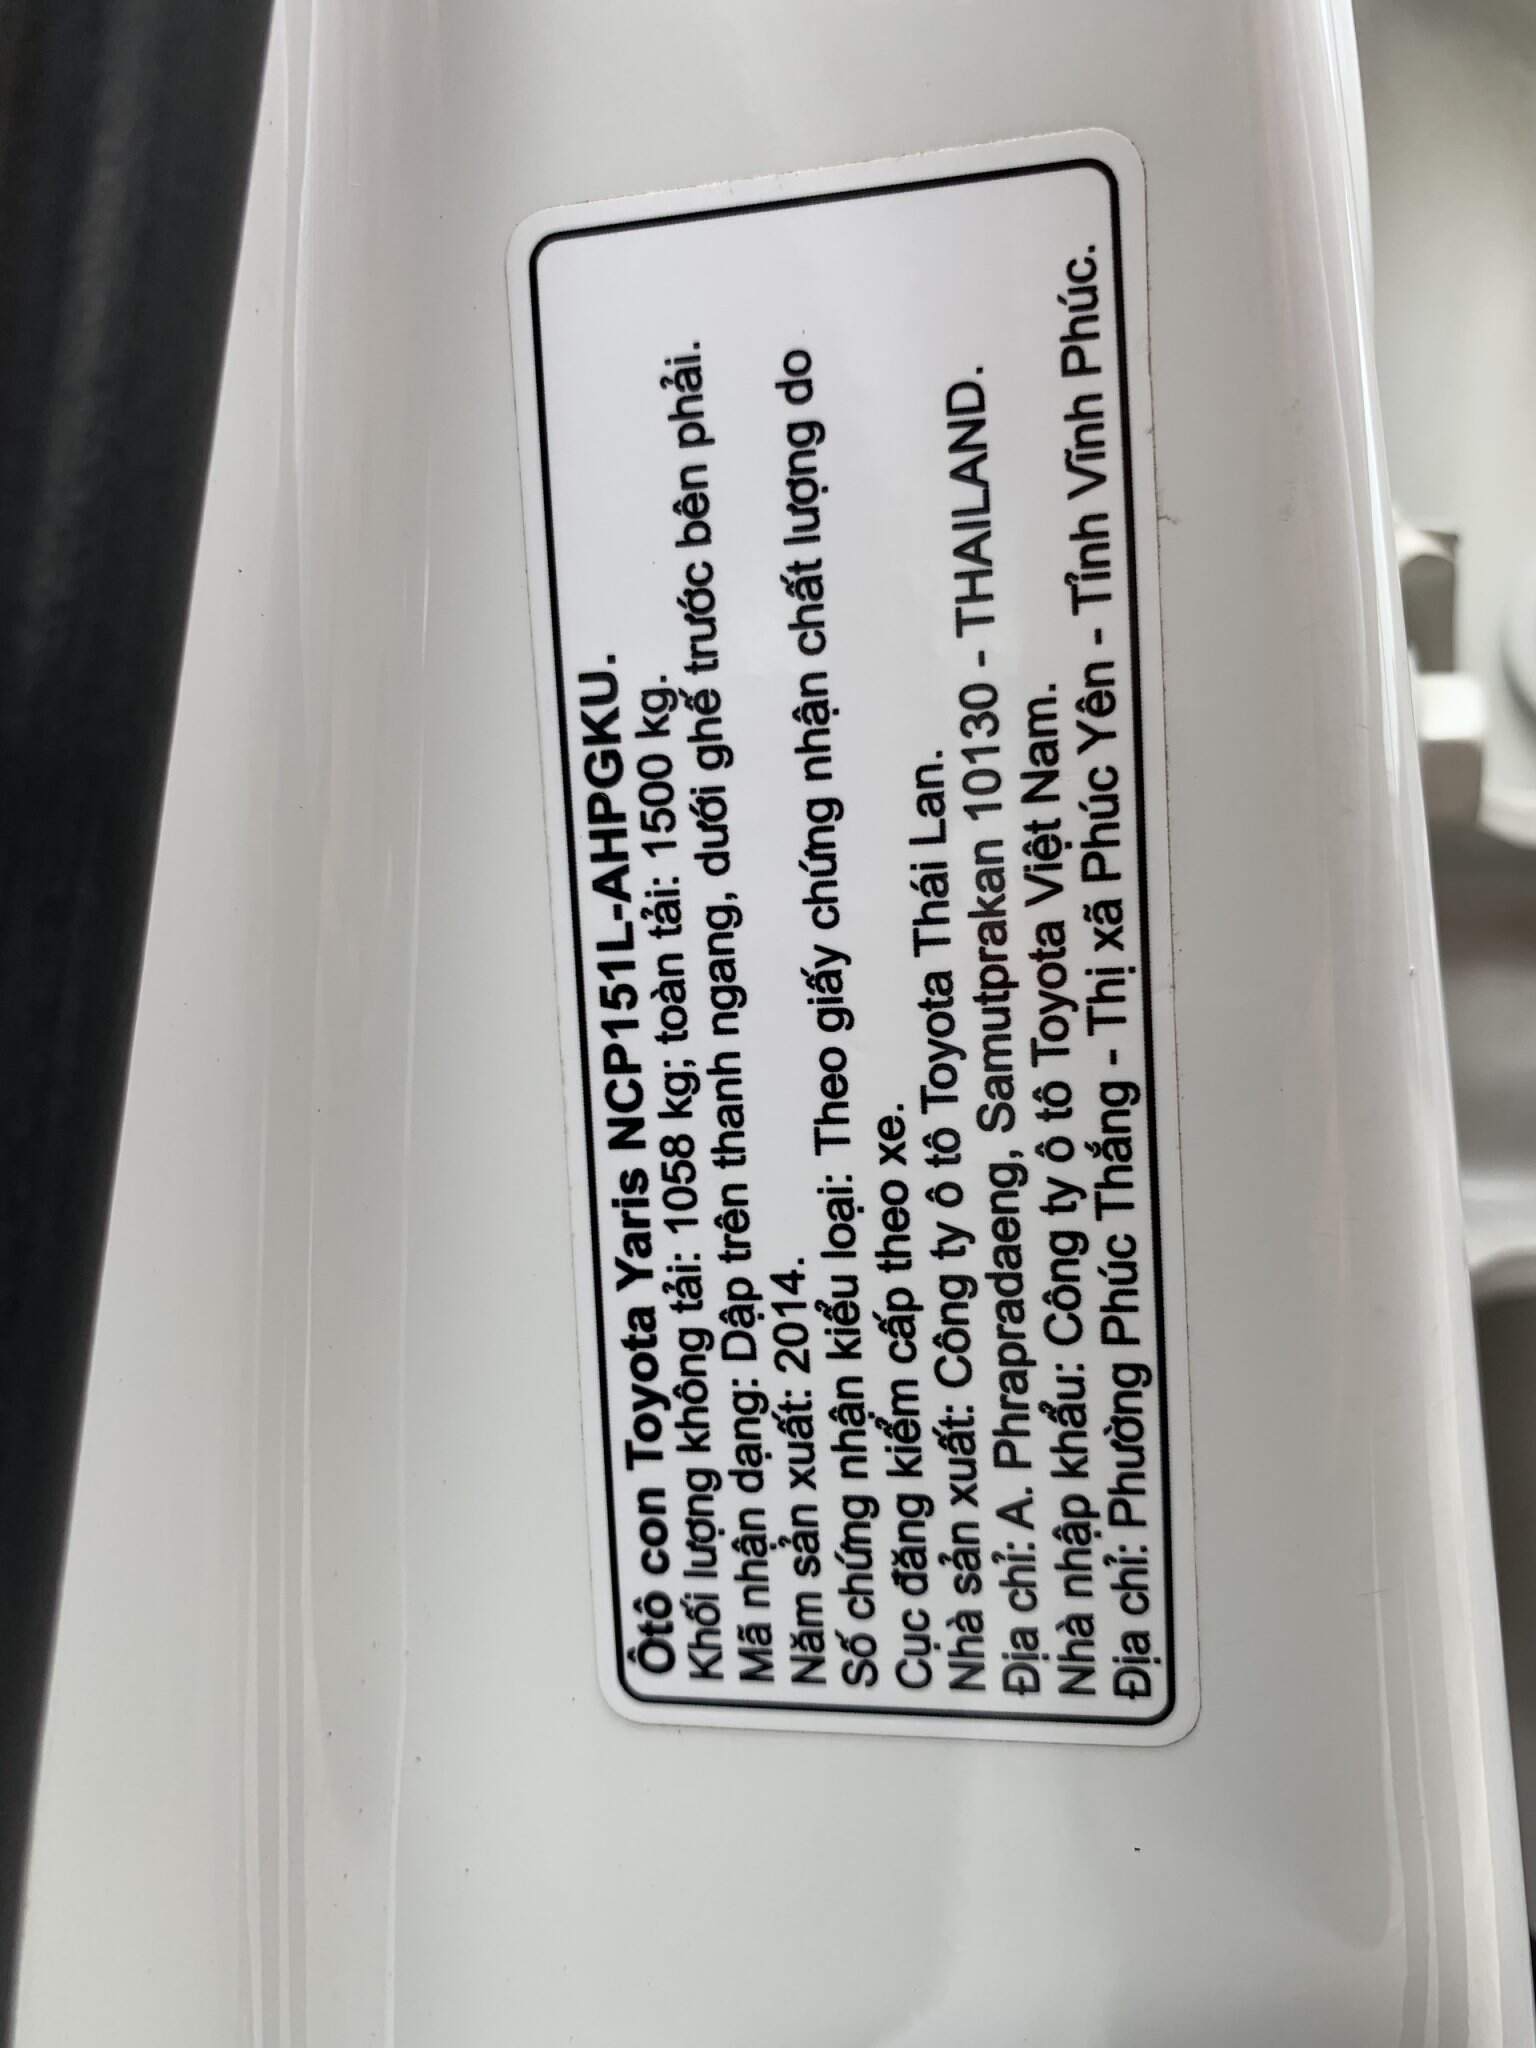 Ôtô con Toyota Yaris NCP151L-AHPGKU.
Khối lượng không tải: 1058 kg; toàn tải: 1500 kg.
Mã nhận dạng: Dập trên thanh ngang, dưới ghế trước bên phải.
Năm sản xuất: 2014.
Số chứng nhận kiểu loại: Theo giấy chứng nhận chất lượng do
Cục đăng kiểm cấp theo xe.
Nhà sản xuất: Công ty ô tô Toyota Thái Lan.
Địa chỉ: A. Phrapradaeng, Samutprakan 10130 - THAILAND.
Nhà nhập khẩu: Công ty ô tô Toyota Việt Nam.
Địa chỉ: Phường Phúc Thắng - Thị xã Phúc Yên - Tỉnh Vĩnh Phúc.